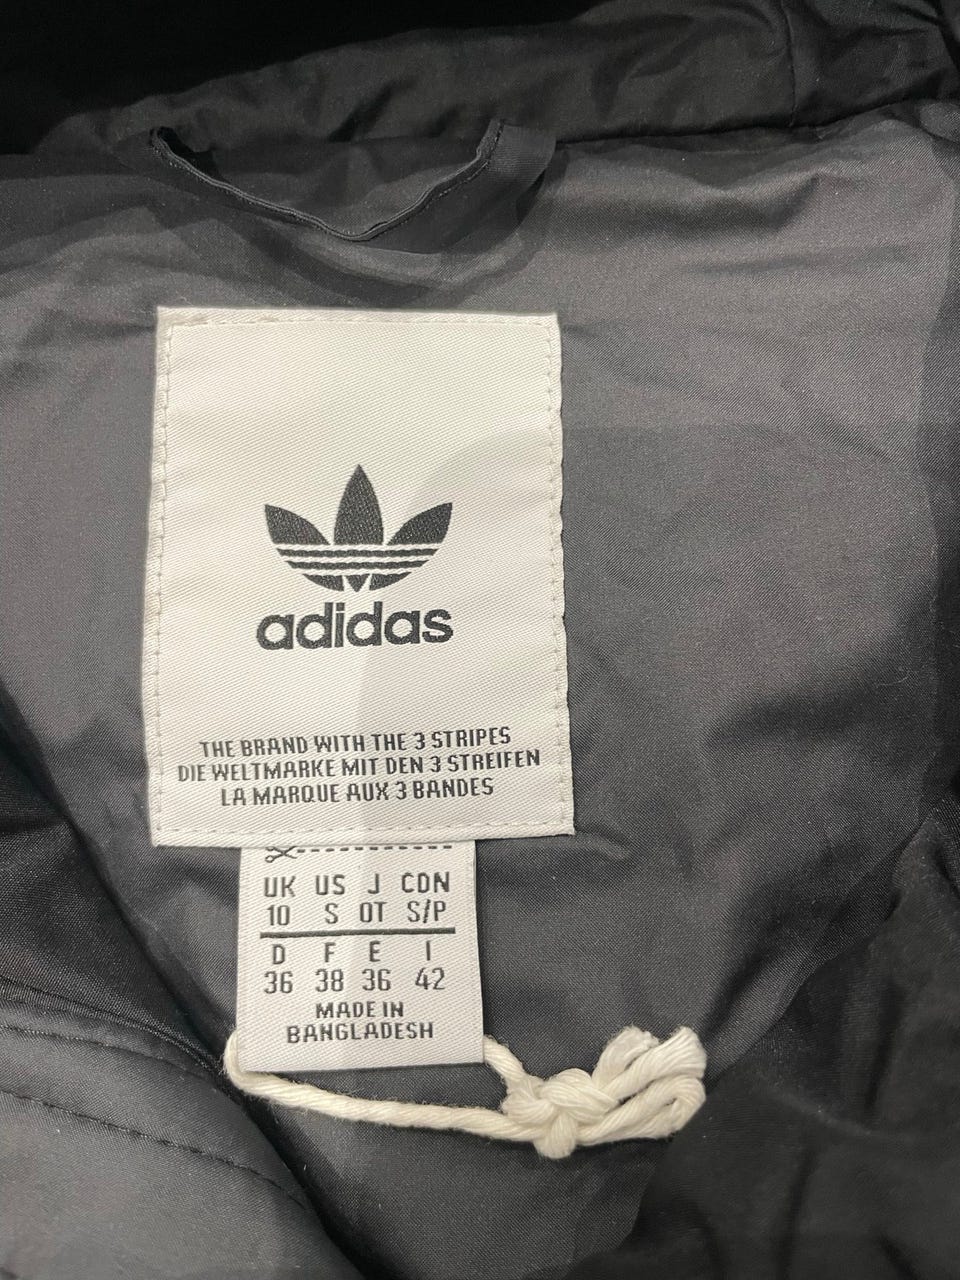 adidas
THE BRAND WITH THE 3 STRIPES
DIE WELTMARKE MIT DEN 3 STREIFEN
LA MARQUE AUX 3 BANDES
UK US J CDN
10 S OT S/P
D F E I
36 38 36 42
MADE IN
BANGLADESH